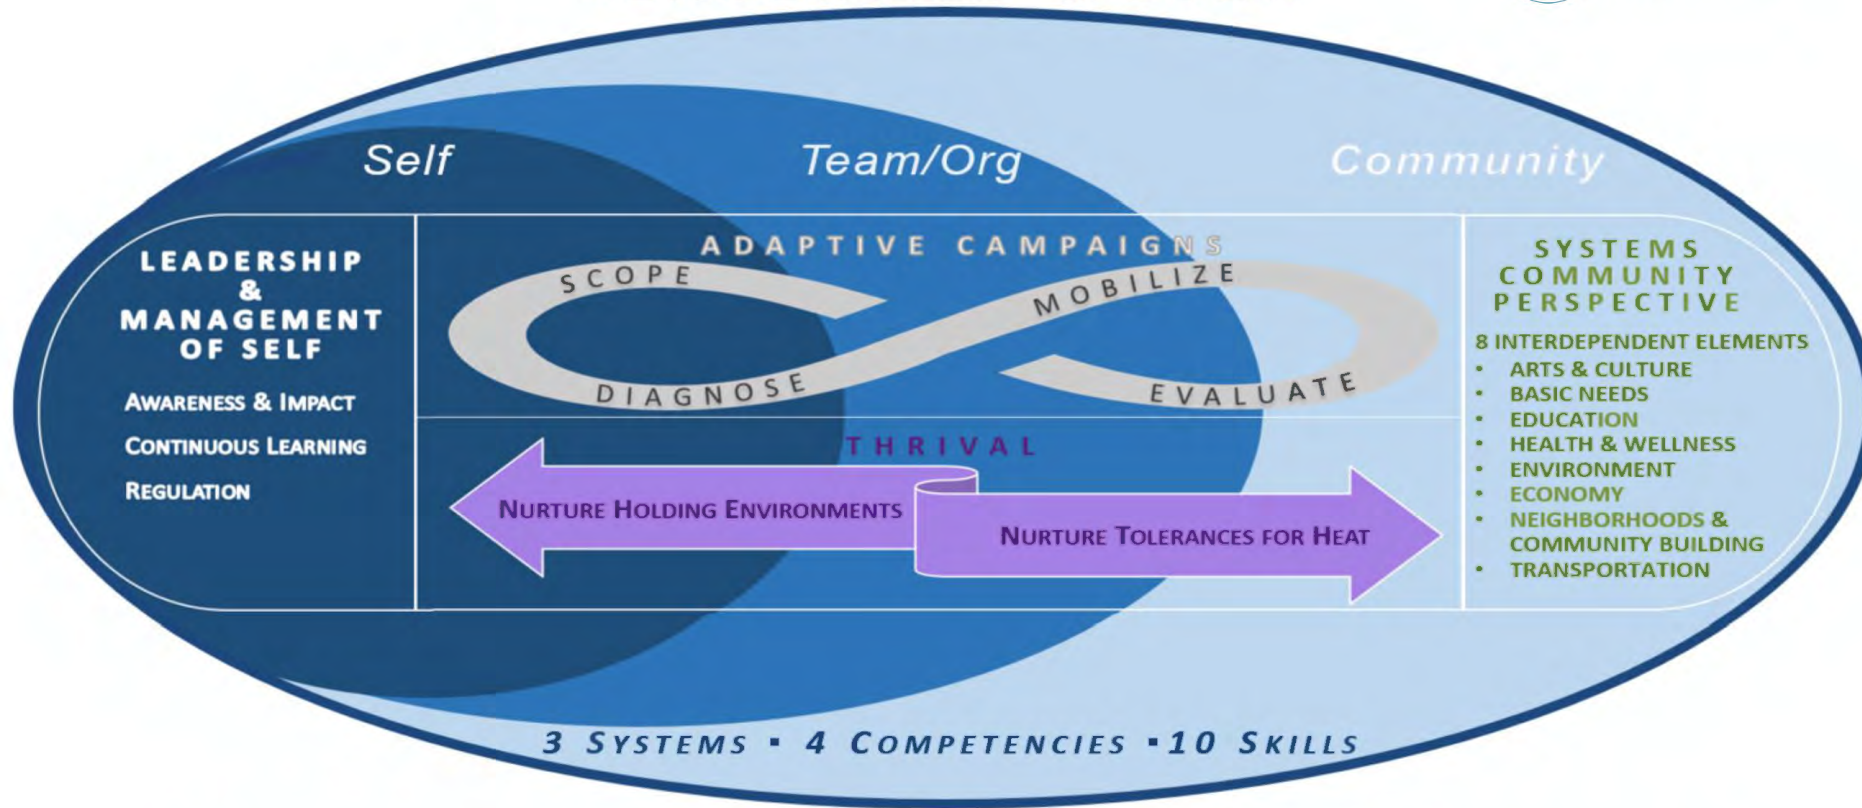 Self
Team/Org
Community
LEADERSHIP
&
MANAGEMENT
OF SELF
AWARENESS & IMPACT
CONTINUOUS LEARNING
REGULATION
ADAPTIVE CAMPAIGNS
SCOPE
MOBILIZE
DIAGNOSE
EVALUATE
THRIVAL
NURTURE HOLDING ENVIRONMENTS
NURTURE TOLERANCES FOR HEAT
SYSTEMS
COMMUNITY
PERSPECTIVE
8 INTERDEPENDENT ELEMENTS
• ARTS & CULTURE
• BASIC NEEDS
• EDUCATION
• HEALTH & WELLNESS
• ENVIRONMENT
• ECONOMY
• NEIGHBORHOODS &
COMMUNITY BUILDING
• TRANSPORTATION
3 SYSTEMS ▪ 4 COMPETENCIES ▪10 SKILLS